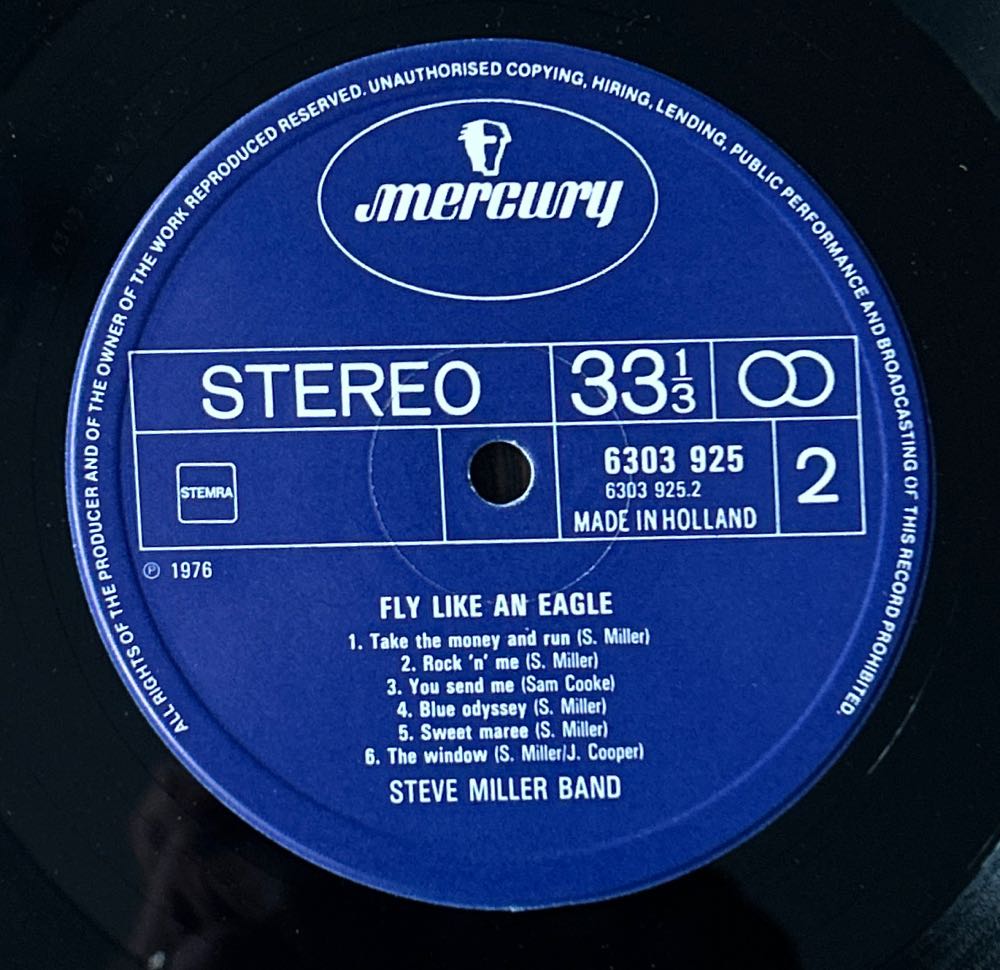 ALL RIGHTS OF THE PRODUCER AND OF THE OWNER OF THE WORK REPRODUCED RESERVED. UNAUTHORISED COPYING, HIRING, LENDING, PUBLIC PERFORMANCE AND BROADCASTING OF THIS RECORD PROHIBITED.
mercury
STEREO 33 1/3
STEMRA
6303 925
6303 925.2
MADE IN HOLLAND
2
℗ 1976
FLY LIKE AN EAGLE
1. Take the money and run (S. Miller)
2. Rock 'n' me (S. Miller)
3. You send me (Sam Cooke)
4. Blue odyssey (S. Miller)
5. Sweet maree (S. Miller)
6. The window (S. Miller/J. Cooper)
STEVE MILLER BAND